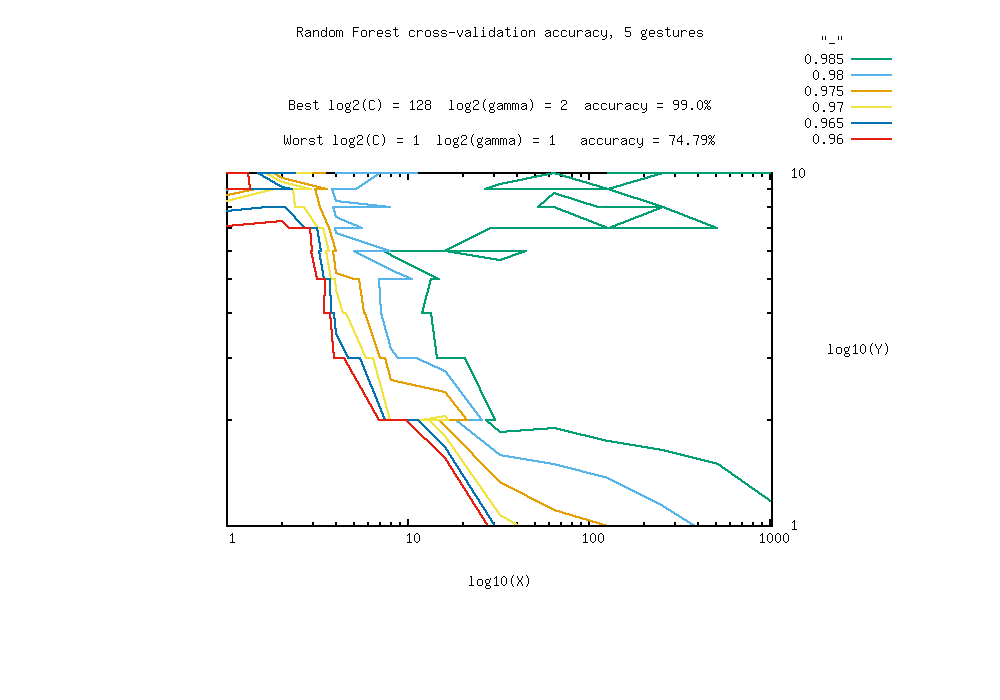 Random Forest cross-validation accuracy, 5 gestures
"_"
0.985
0.98
0.975
0.97
0.965
0.96
Best log2(C) = 128  log2(gamma) = 2  accuracy = 99.0%
Worst log2(C) = 1  log2(gamma) = 1   accuracy = 74.79%
10
log10(Y)
1
1 10 100 1000
log10(X)